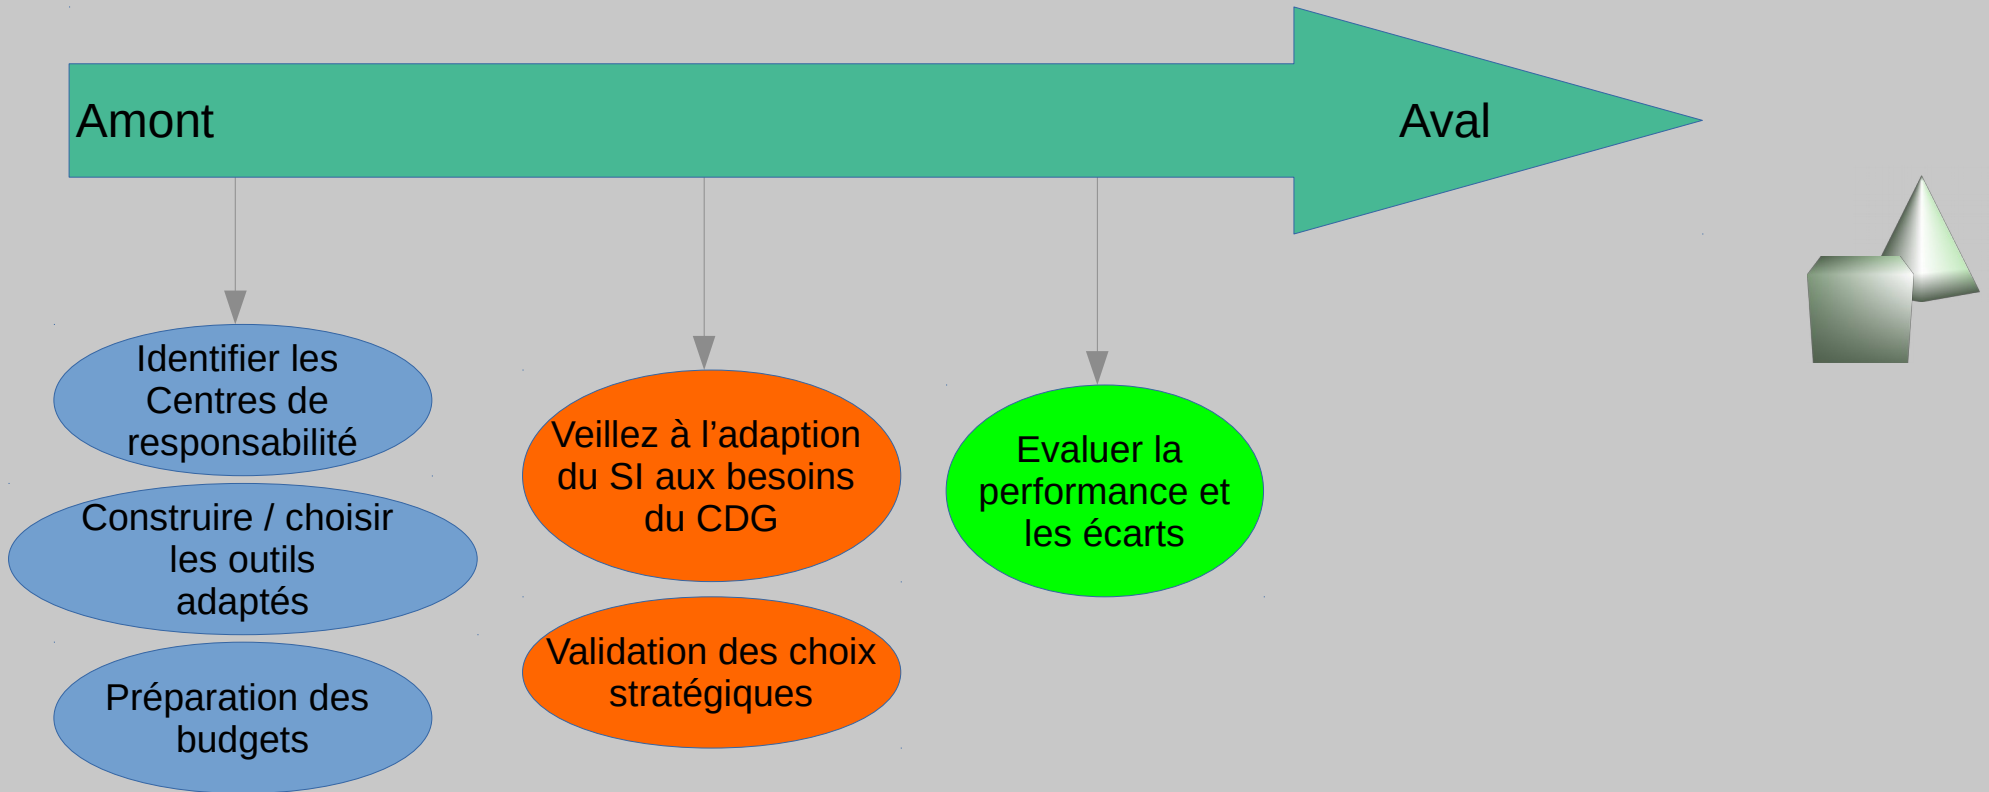 Amont
Aval
Identifier les
Centres de
responsabilité
Construire / choisir
les outils
adaptés
Préparation des
budgets
Veillez à l’adaption
du SI aux besoins
du CDG
Validation des choix
stratégiques
Evaluer la
performance et
les écarts